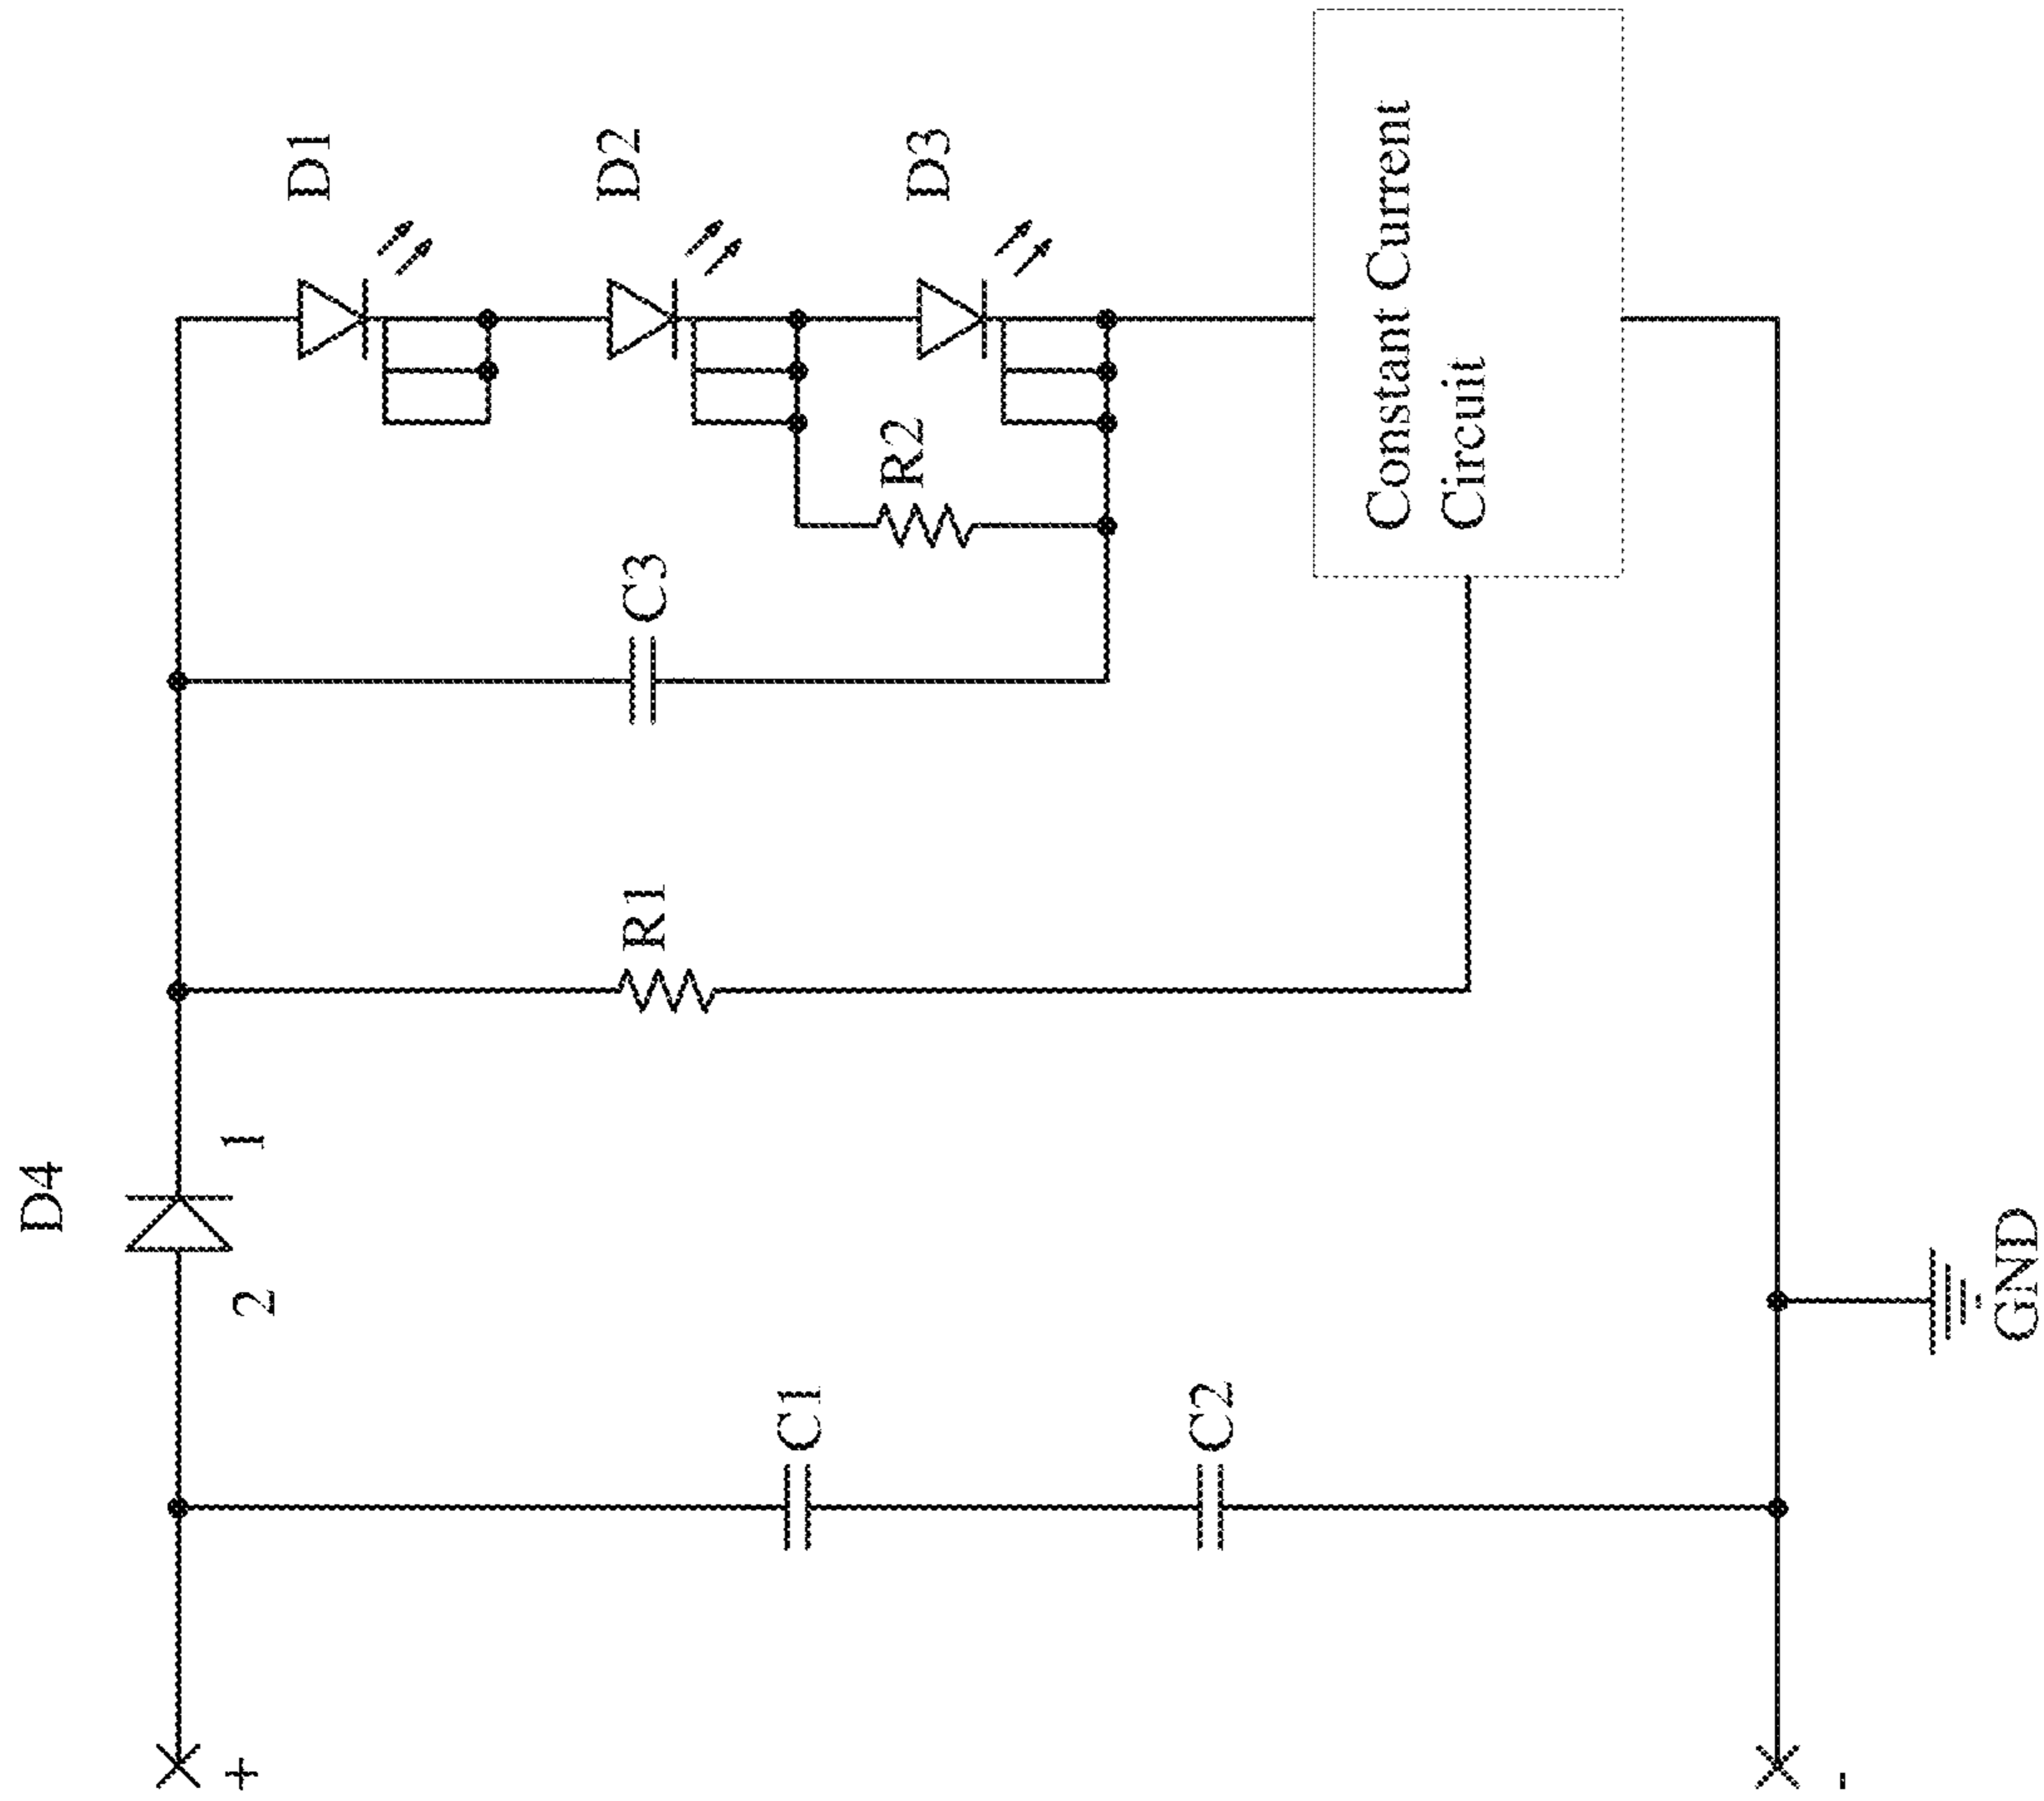 D4
2
1
+
C1
C2
R1
C3
R2
D1
D2
D3
Constant Current
Circuit
-
GND